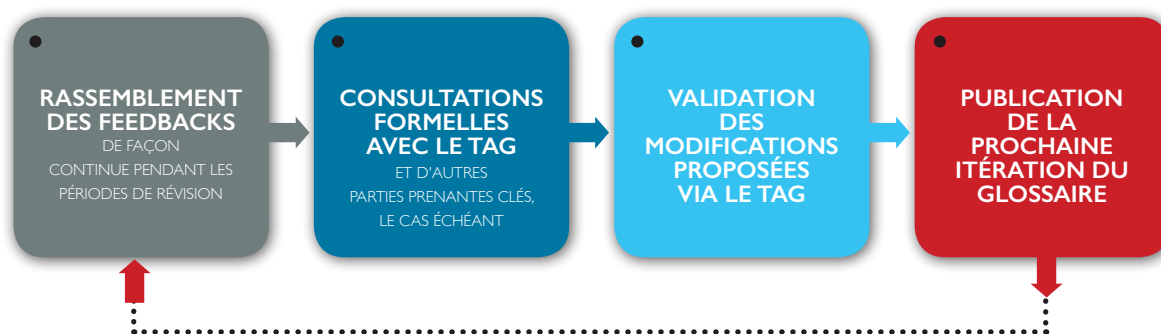 RASSEMBLEMENT
DES FEEDBACKS
DE FAÇON
CONTINUE PENDANT LES
PÉRIODES DE RÉVISION
CONSULTATIONS
FORMELLES
AVEC LE TAG
ET D'AUTRES
PARTIES PRENANTES CLÉS,
LE CAS ÉCHÉANT
VALIDATION
DES
MODIFICATIONS
PROPOSÉES
VIA LE TAG
PUBLICATION
DE LA
PROCHAINE
ITÉRATION DU
GLOSSAIRE